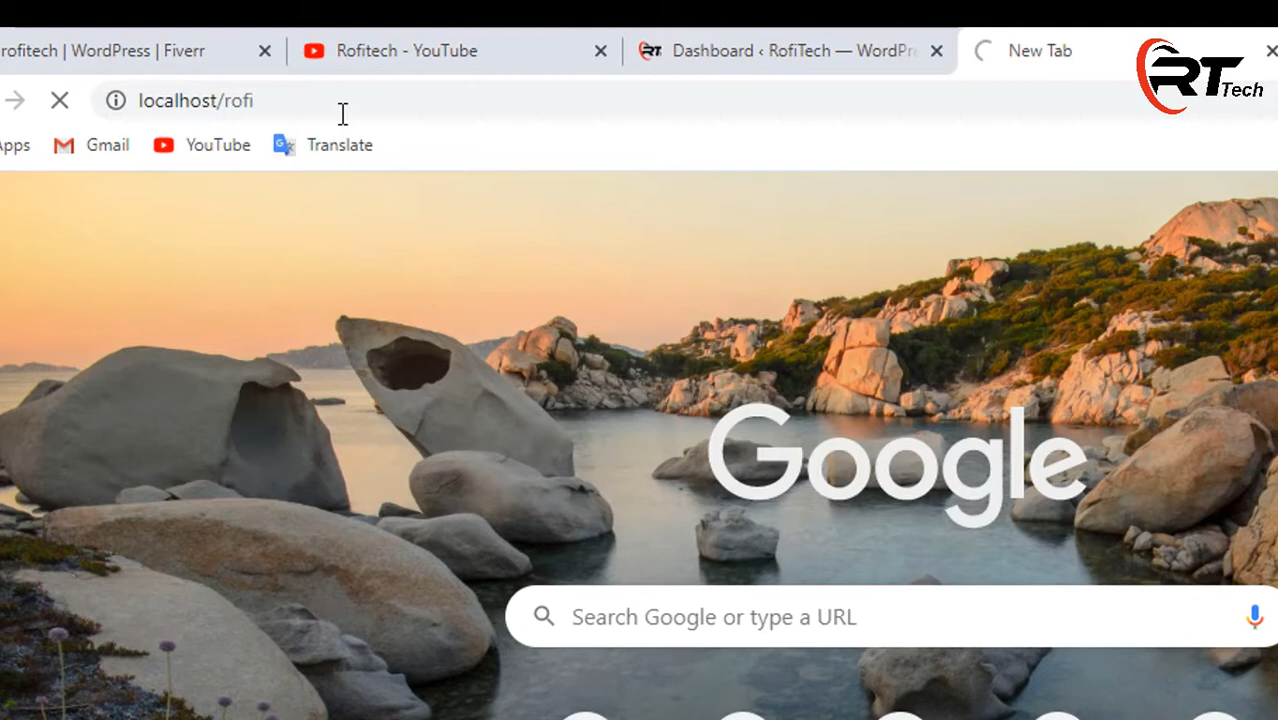 rofitech | WordPress | Fiverr
Rofitech - YouTube
RT Dashboard ‹ RofiTech — WordPr
New Tab
RT Tech
localhost/rofi
Apps
Gmail
YouTube
Translate
Google
Search Google or type a URL